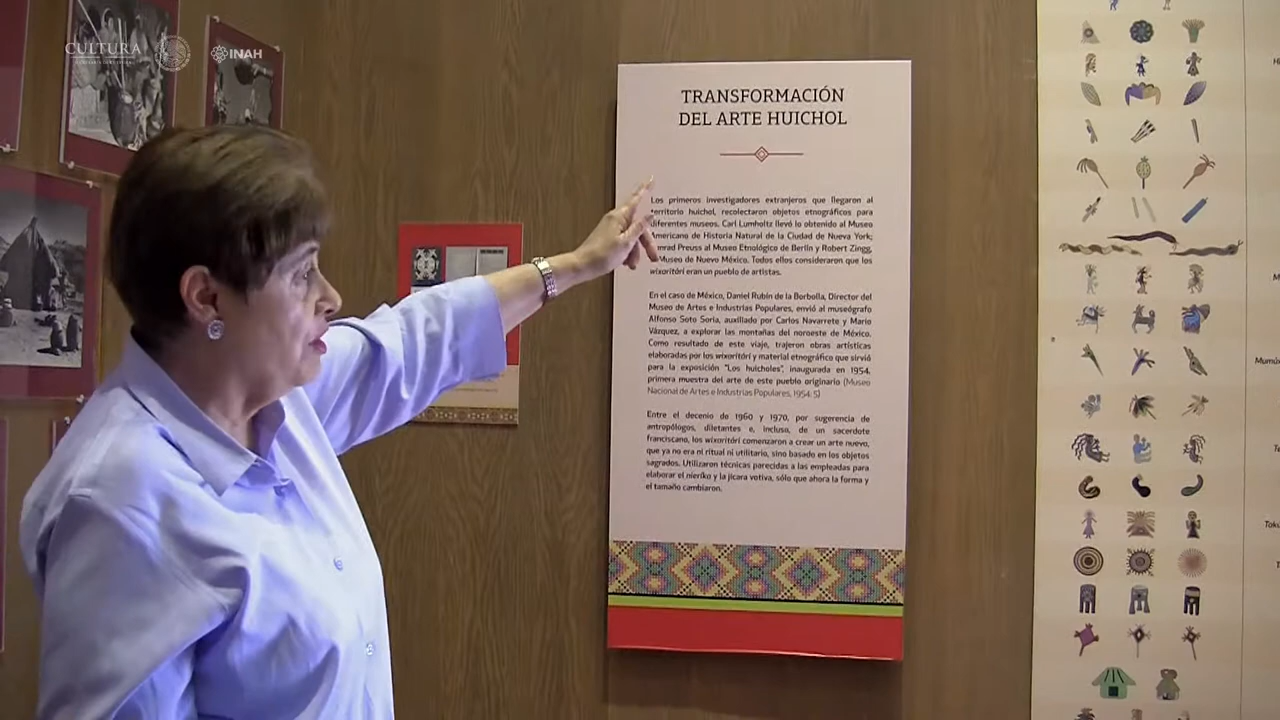 CULTURA
INAH
TRANSFORMACIÓN
DEL ARTE HUICHOL
Los primeros investigadores extranjeros que llegaron al
territorio huichol, recolectaron objetos etnográficos para
diferentes museos. Carl Lumholtz llevó lo obtenido al Museo
Americano de Historia Natural de la Ciudad de Nueva York;
nrad Preuss al Museo Etnológico de Berlín y Robert Zingg,
Museo de Nuevo México. Todos ellos consideraron que los
wixaritári eran un pueblo de artistas.
En el caso de México, Daniel Rubín de la Borbolla, Director del
Museo de Artes e Industrias Populares, envió al museógrafo
Alfonso Soto Soria, auxiliado por Carlos Navarrete y Mario
Vázquez, a explorar las montañas del noroeste de México.
Como resultado de este viaje, trajeron obras artísticas
elaboradas por los wixaritári y material etnográfico que sirvió
para la exposición "Los huicholes", inaugurada en 1954,
primera muestra del arte de este pueblo originario (Museo
Nacional de Artes e Industrias Populares, 1954: 5)
Entre el decenio de 1960 y 1970, por sugerencia de
antropólogos, diletantes e, incluso, de un sacerdote
franciscano, los wixaritári comenzaron a crear un arte nuevo,
que ya no era ni ritual ni utilitario, sino basado en los objetos
sagrados. Utilizaron técnicas parecidas a las empleadas para
elaborar el nierika y la jícara votiva, sólo que ahora la forma y
el tamaño cambiaron.